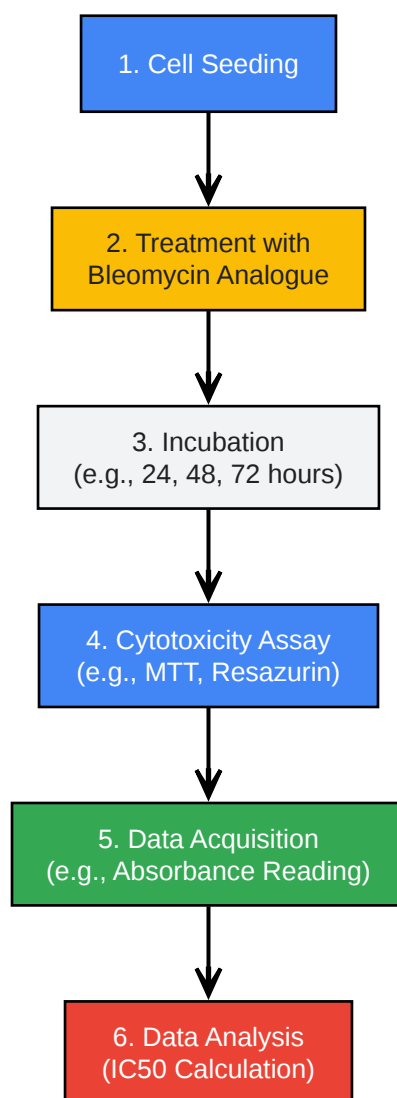 1. Cell Seeding
2. Treatment with
Bleomycin Analogue
3. Incubation
(e.g., 24, 48, 72 hours)
4. Cytotoxicity Assay
(e.g., MTT, Resazurin)
5. Data Acquisition
(e.g., Absorbance Reading)
6. Data Analysis
(IC50 Calculation)